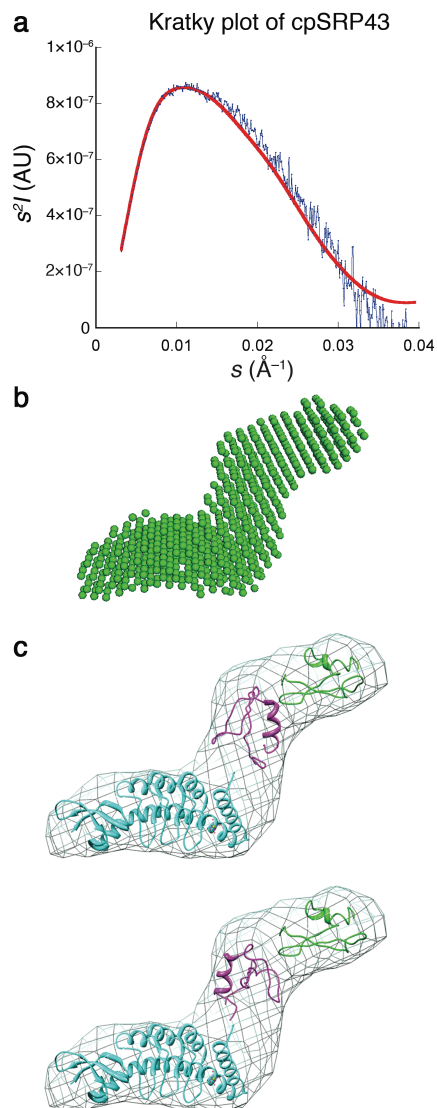 a
Kratky plot of cpSRP43
1×10⁻⁶
8×10⁻⁷
6×10⁻⁷
4×10⁻⁷
2×10⁻⁷
0
s²I (AU)
0 0.01 0.02 0.03 0.04
s (Å⁻¹)
b
c